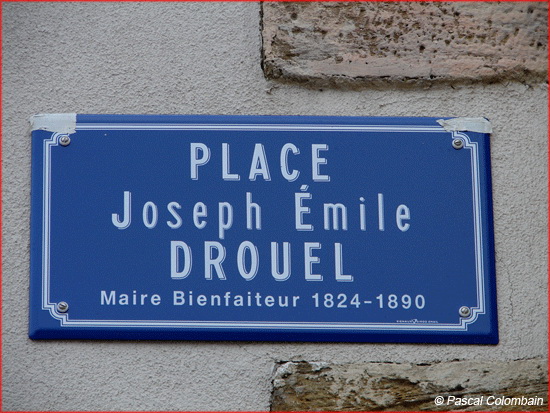 PLACE
Joseph Émile
DROUEL
Maire Bienfaiteur 1824-1890
© Pascal Colombain